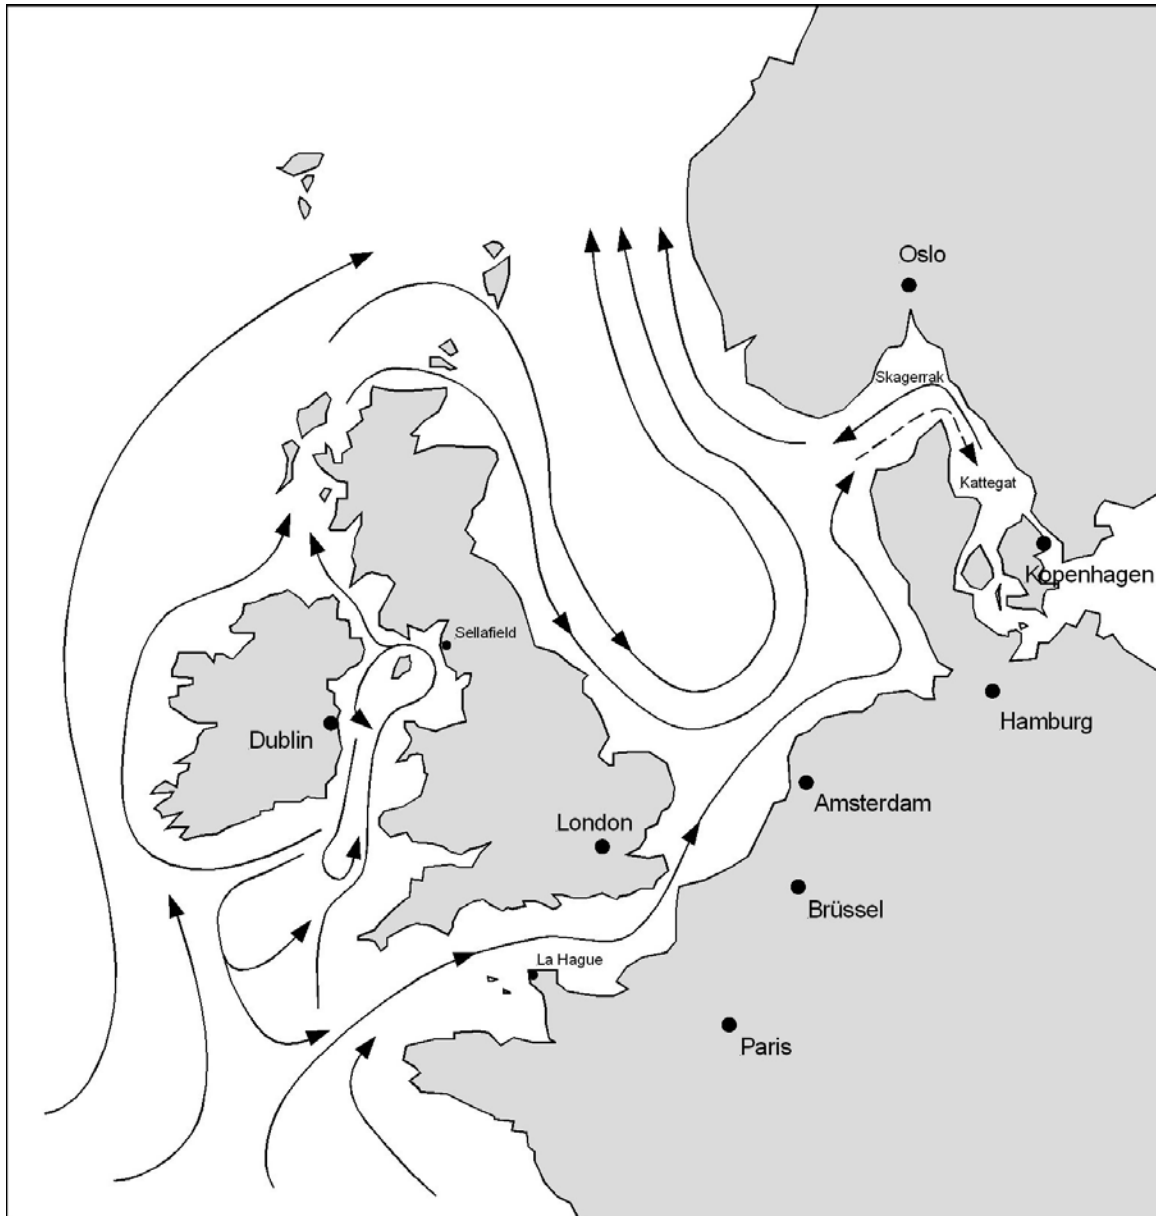 Oslo
Skagerrak
Kattegat
Kopenhagen
Sellafield
Hamburg
Dublin
Amsterdam
London
Brüssel
La Hague
Paris